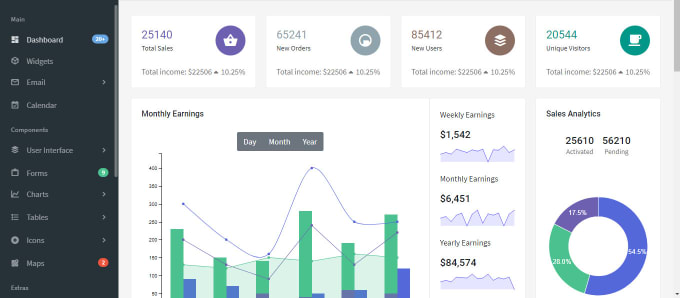 Main
Dashboard 20+
Widgets
Email
Calendar
Components
User Interface
Forms 9
Charts
Tables
Icons
Maps 2
Extras
25140
Total Sales
Total income: $22506 10.25%
65241
New Orders
Total income: $22506 10.25%
85412
New Users
Total income: $22506 10.25%
20544
Unique Visitors
Total income: $22506 10.25%
Monthly Earnings
Day Month Year
400
350
300
250
200
150
100
50
Weekly Earnings
$1,542
Monthly Earnings
$6,451
Yearly Earnings
$84,574
Sales Analytics
25610 56210
Activated Pending
17.5%
28.0%
54.5%